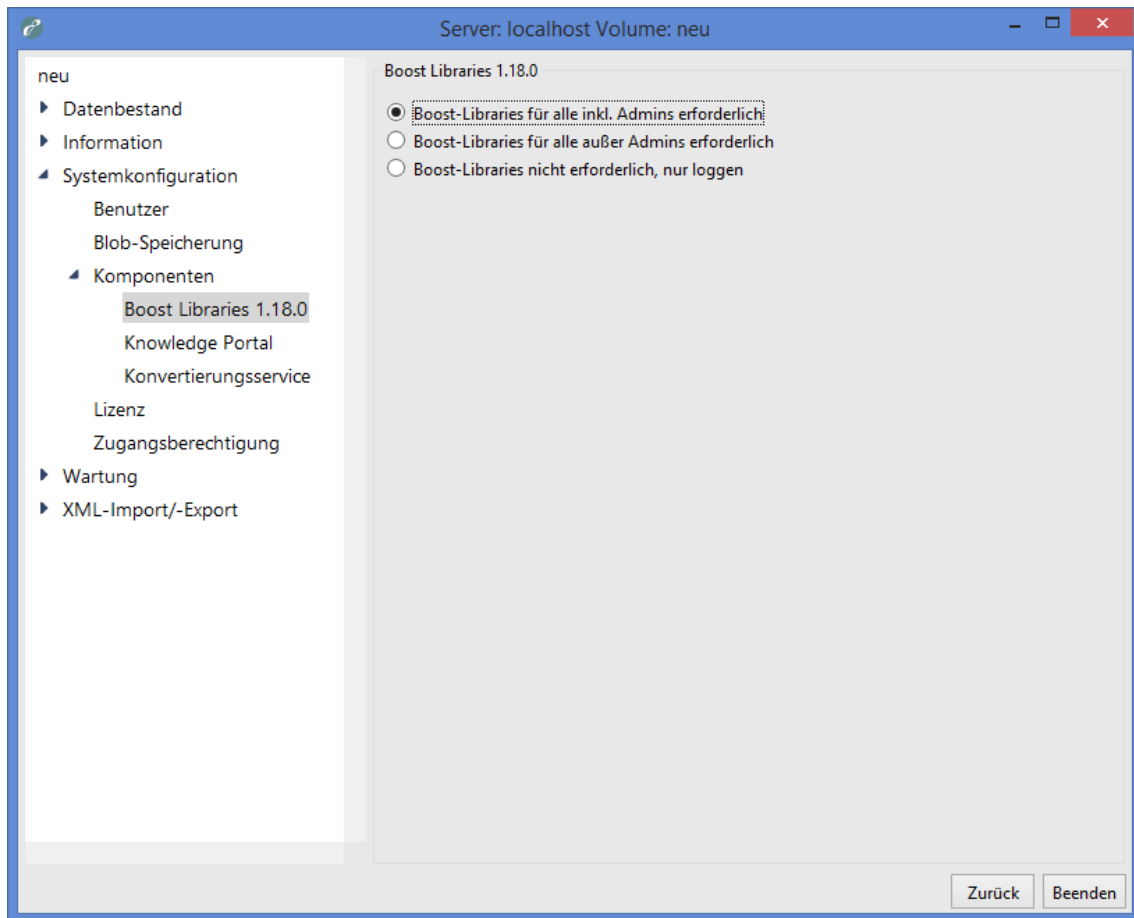 Server: localhost Volume: neu
neu
Datenbestand
Information
Systemkonfiguration
Benutzer
Blob-Speicherung
Komponenten
Boost Libraries 1.18.0
Knowledge Portal
Konvertierungsservice
Lizenz
Zugangsberechtigung
Wartung
XML-Import/-Export
Boost Libraries 1.18.0
Boost-Libraries für alle inkl. Admins erforderlich
Boost-Libraries für alle außer Admins erforderlich
Boost-Libraries nicht erforderlich, nur loggen
Zurück
Beenden